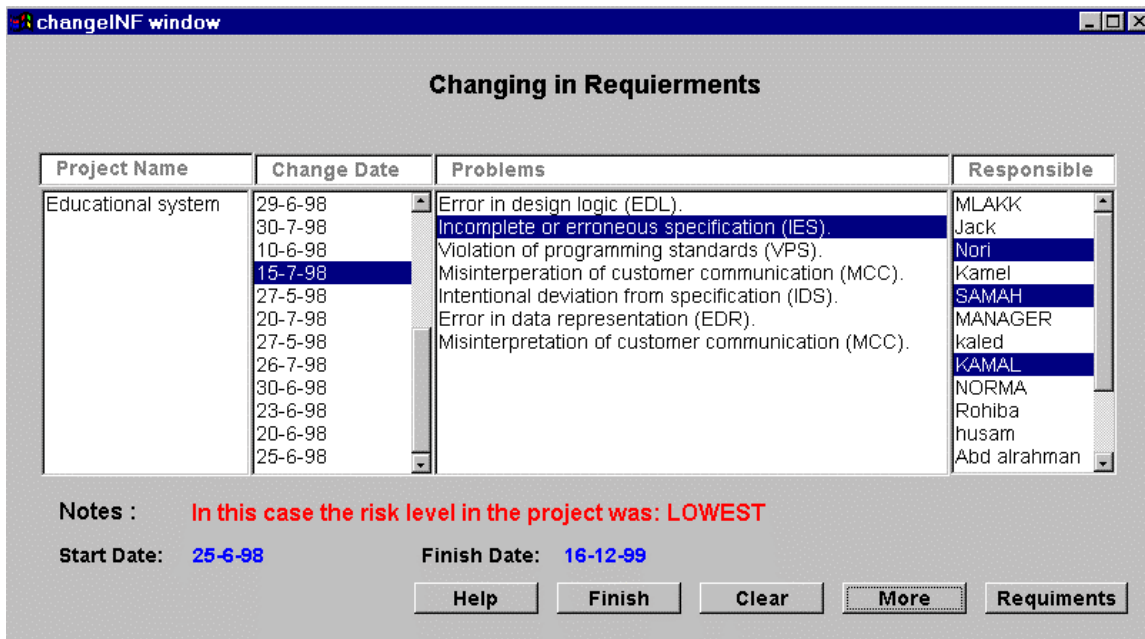 changeINF window
Changing in Requierments
Project Name Change Date Problems Responsible
Educational system
29-6-98
30-7-98
10-6-98
15-7-98
27-5-98
20-7-98
27-5-98
26-7-98
30-6-98
23-6-98
20-6-98
25-6-98
Error in design logic (EDL).
Incomplete or erroneous specification (IES).
Violation of programming standards (VPS).
Misinterperation of customer communication (MCC).
Intentional deviation from specification (IDS).
Error in data representation (EDR).
Misinterpretation of customer communication (MCC).
MLAKK
Jack
Nori
Kamel
SAMAH
MANAGER
kaled
KAMAL
NORMA
Rohiba
husam
Abd alrahman
Notes : In this case the risk level in the project was: LOWEST
Start Date: 25-6-98 Finish Date: 16-12-99
Help Finish Clear More Requiments